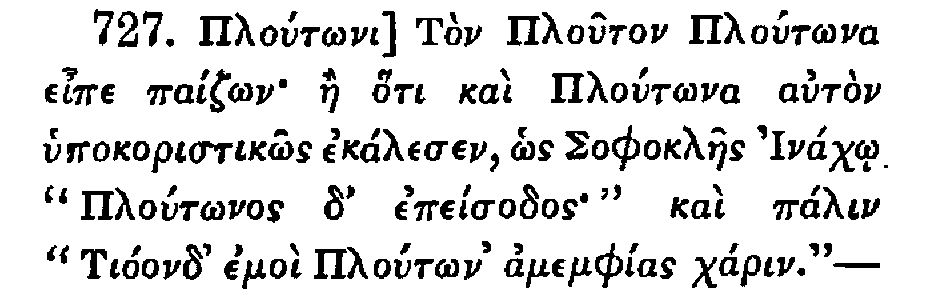 727. Πλούτωνι] Τὸν Πλοῦτον Πλούτωνα
εἶπε παίζων· ἢ ὅτι καὶ Πλούτωνα αὐτὸν
ὑποκοριστικῶς ἐκάλεσεν, ὡς Σοφοκλῆς Ἰνάχῳ.
“Πλούτωνος δ’ ἐπείσοδος·” καὶ πάλιν
“Τιόονδ’ ἐμοὶ Πλούτων’ ἀμεμφίας χάριν.”—